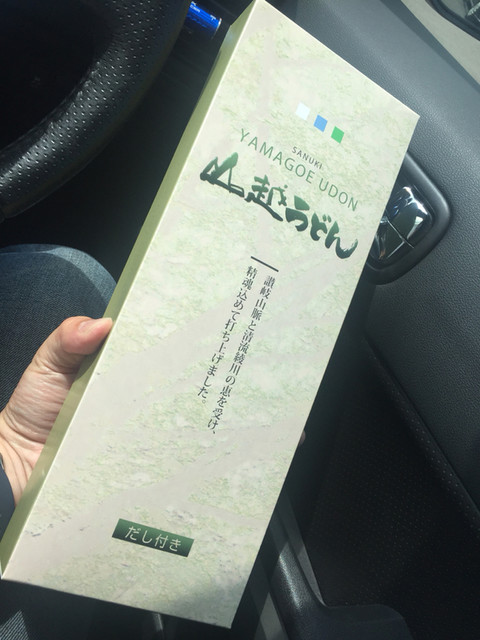 SANUKI
YAMAGOE UDON
山越うどん
讃岐山脈と清流綾川の恵を受け、
精魂込めて打ち上げました。
だし付き